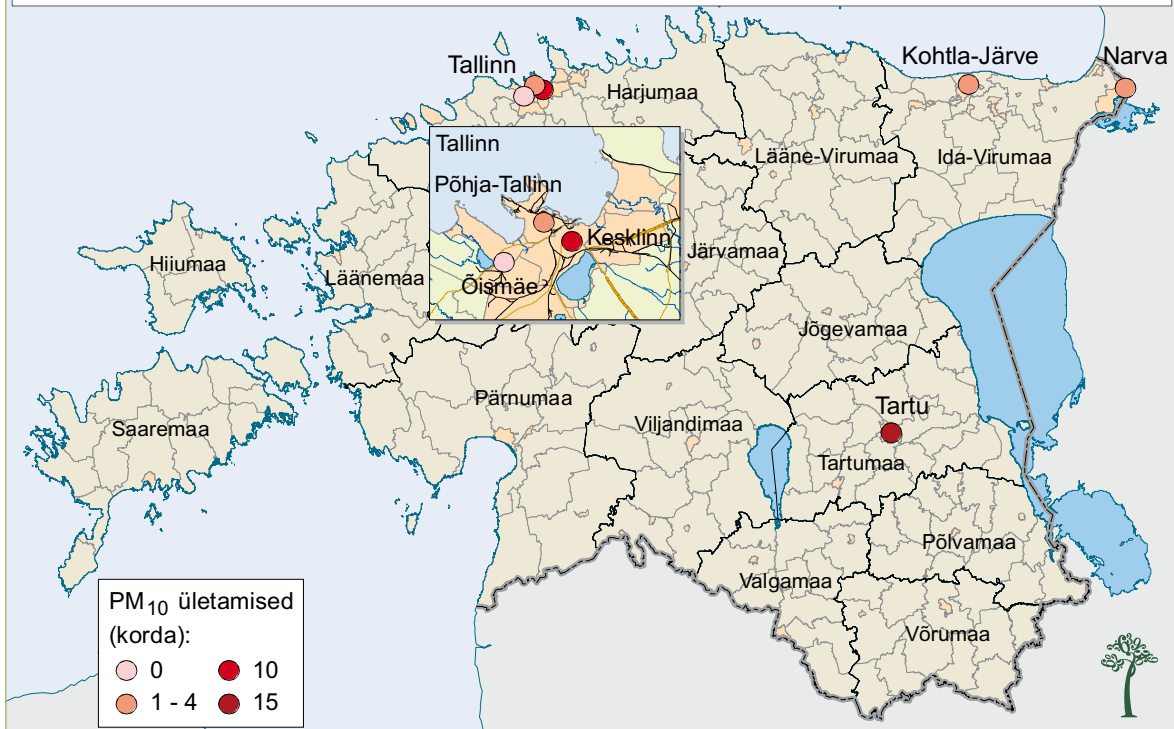 Tallinn
Kohtla-Järve
Narva
Harjumaa
Lääne-Virumaa
Ida-Virumaa
Tallinn
Põhja-Tallinn
Kesklinn
Õismäe
Järvamaa
Hiiumaa
Läänemaa
Jõgevamaa
Pärnumaa
Tartu
Saaremaa
Viljandimaa
Tartumaa
Põlvamaa
Valgamaa
Võrumaa
PM10 ületamised
(korda):
0
10
1 - 4
15